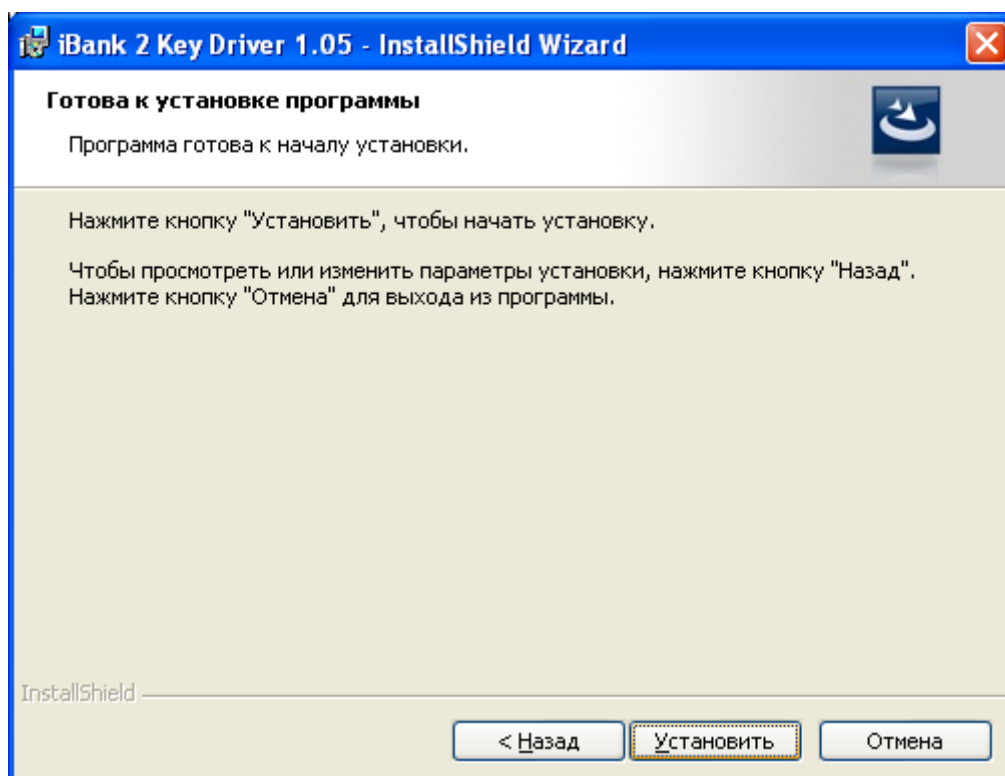 iBank 2 Key Driver 1.05 - InstallShield Wizard
Готова к установке программы
Программа готова к началу установки.
Нажмите кнопку "Установить", чтобы начать установку.
Чтобы просмотреть или изменить параметры установки, нажмите кнопку "Назад".
Нажмите кнопку "Отмена" для выхода из программы.
InstallShield
< Назад Установить Отмена